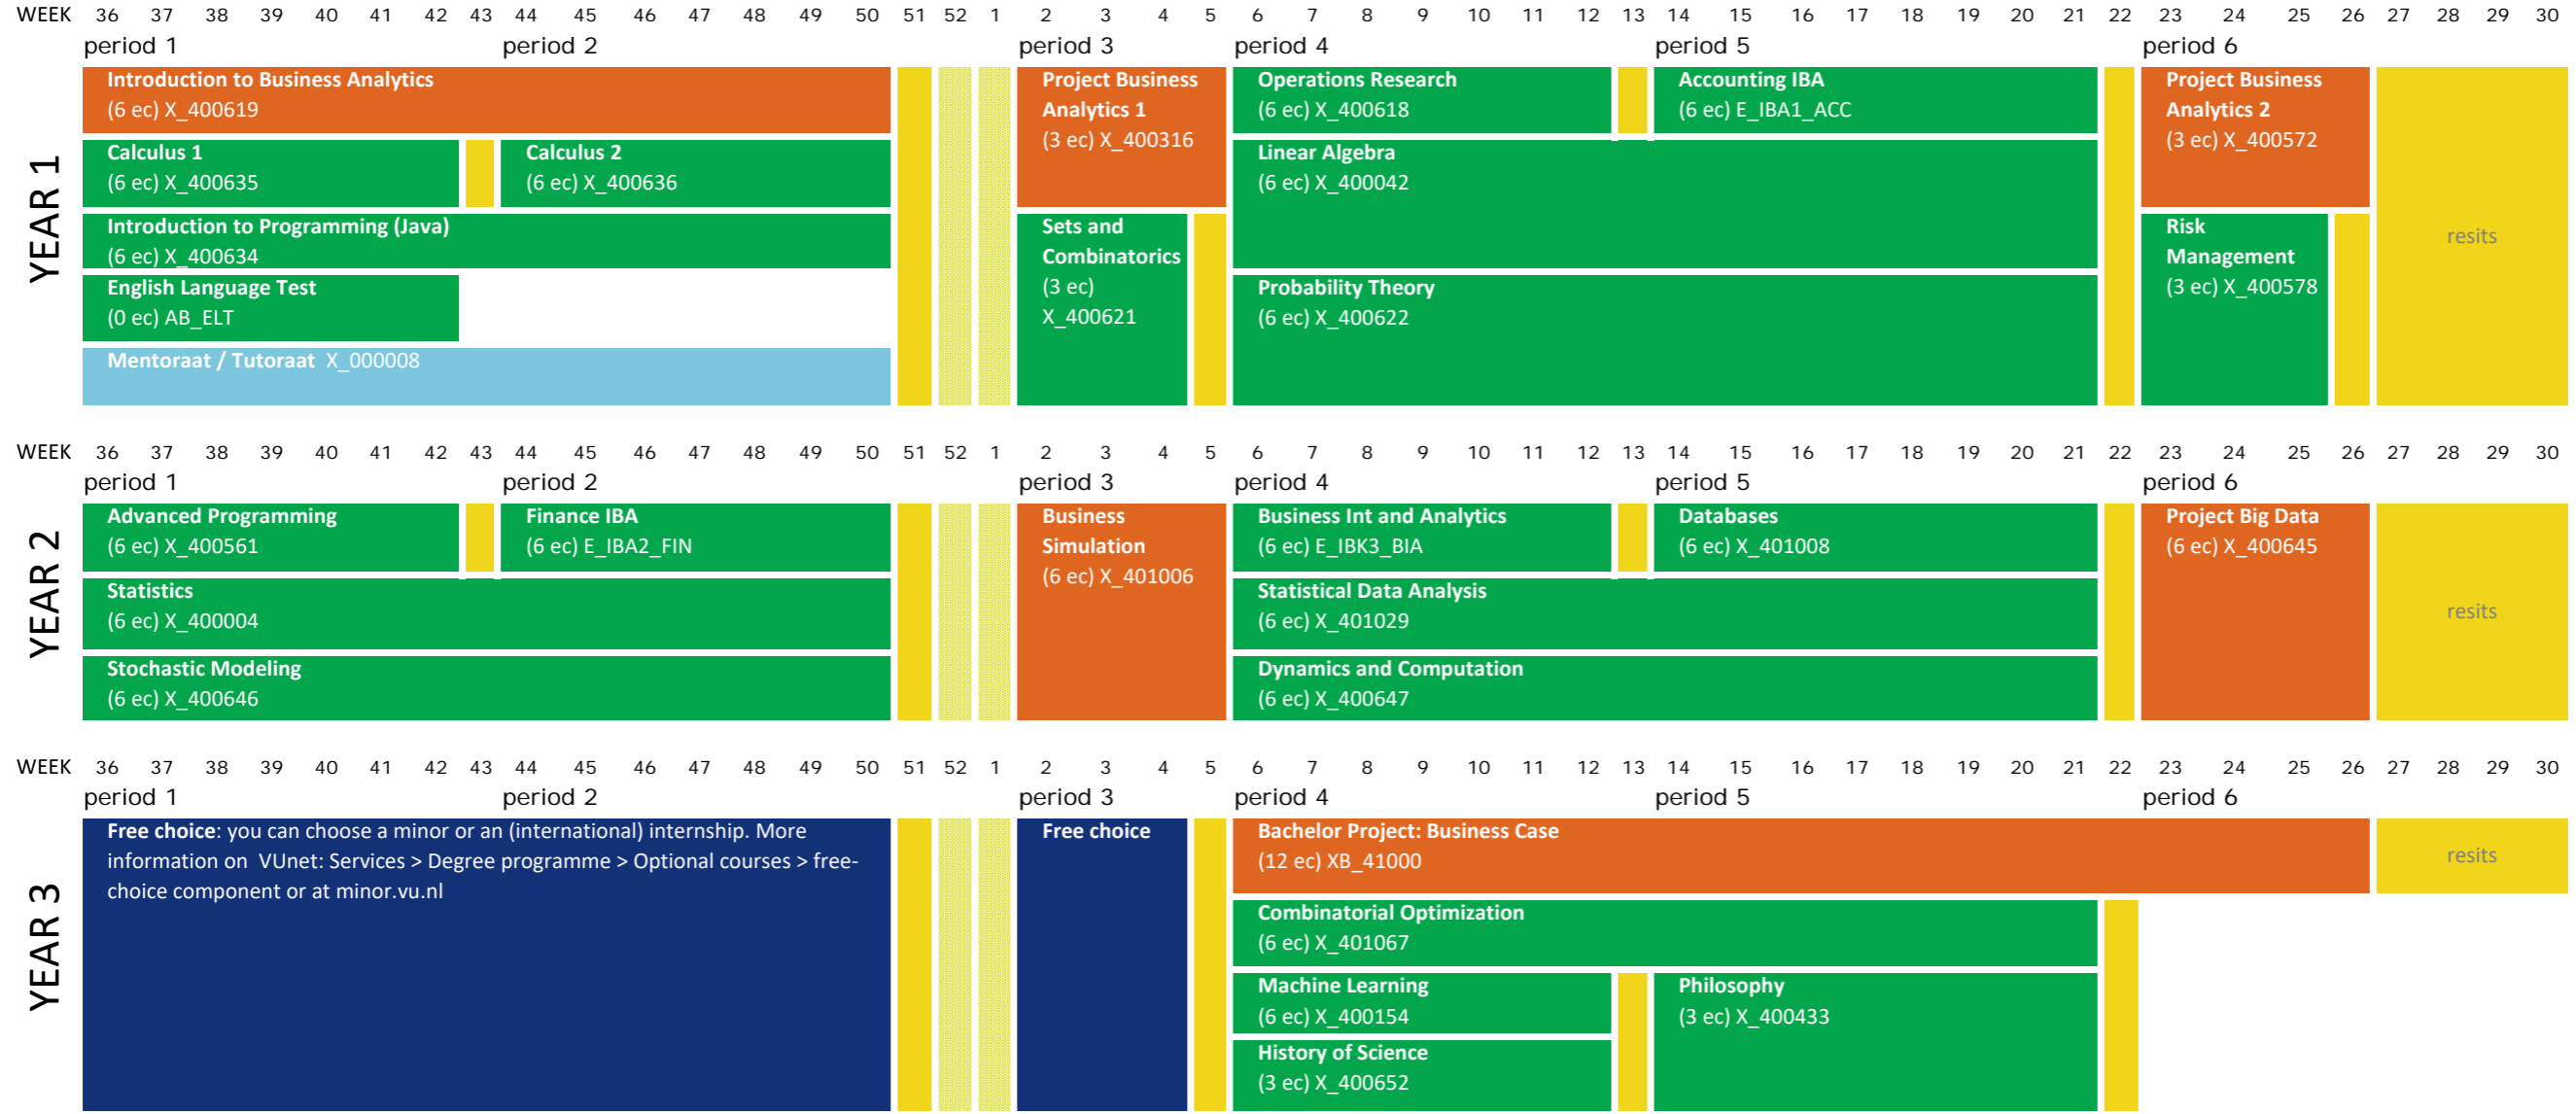 WEEK 36 37 38 39 40 41 42 43 44 45 46 47 48 49 50 51 52 1 2 3 4 5 6 7 8 9 10 11 12 13 14 15 16 17 18 19 20 21 22 23 24 25 26 27 28 29 30
period 1 period 2 period 3 period 4 period 5 period 6
YEAR 1
Introduction to Business Analytics
(6 ec) X_400619
Calculus 1
(6 ec) X_400635
Calculus 2
(6 ec) X_400636
Introduction to Programming (Java)
(6 ec) X_400634
English Language Test
(0 ec) AB_ELT
Mentoraat / Tutoraat X_000008
Project Business
Analytics 1
(3 ec) X_400316
Sets and
Combinatorics
(3 ec)
X_400621
Operations Research
(6 ec) X_400618
Accounting IBA
(6 ec) E_IBA1_ACC
Linear Algebra
(6 ec) X_400042
Probability Theory
(6 ec) X_400622
Project Business
Analytics 2
(3 ec) X_400572
Risk
Management
(3 ec) X_400578
resits
WEEK 36 37 38 39 40 41 42 43 44 45 46 47 48 49 50 51 52 1 2 3 4 5 6 7 8 9 10 11 12 13 14 15 16 17 18 19 20 21 22 23 24 25 26 27 28 29 30
period 1 period 2 period 3 period 4 period 5 period 6
YEAR 2
Advanced Programming
(6 ec) X_400561
Finance IBA
(6 ec) E_IBA2_FIN
Statistics
(6 ec) X_400004
Stochastic Modeling
(6 ec) X_400646
Business
Simulation
(6 ec) X_401006
Business Int and Analytics
(6 ec) E_IBK3_BIA
Databases
(6 ec) X_401008
Statistical Data Analysis
(6 ec) X_401029
Dynamics and Computation
(6 ec) X_400647
Project Big Data
(6 ec) X_400645
resits
WEEK 36 37 38 39 40 41 42 43 44 45 46 47 48 49 50 51 52 1 2 3 4 5 6 7 8 9 10 11 12 13 14 15 16 17 18 19 20 21 22 23 24 25 26 27 28 29 30
period 1 period 2 period 3 period 4 period 5 period 6
YEAR 3
Free choice: you can choose a minor or an (international) internship. More
information on VUnet: Services > Degree programme > Optional courses > free-
choice component or at minor.vu.nl
Free choice
Bachelor Project: Business Case
(12 ec) XB_41000
Combinatorial Optimization
(6 ec) X_401067
Machine Learning
(6 ec) X_400154
Philosophy
(3 ec) X_400433
History of Science
(3 ec) X_400652
resits